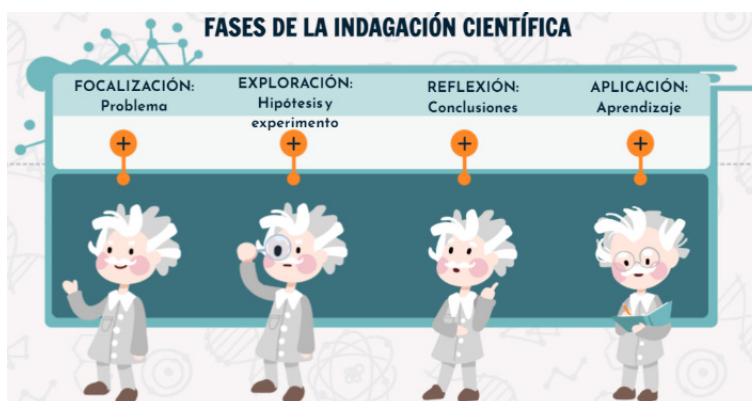 FASES DE LA INDAGACIÓN CIENTÍFICA
FOCALIZACIÓN:
Problema
EXPLORACIÓN:
Hipótesis y
experimento
REFLEXIÓN:
Conclusiones
APLICACIÓN:
Aprendizaje